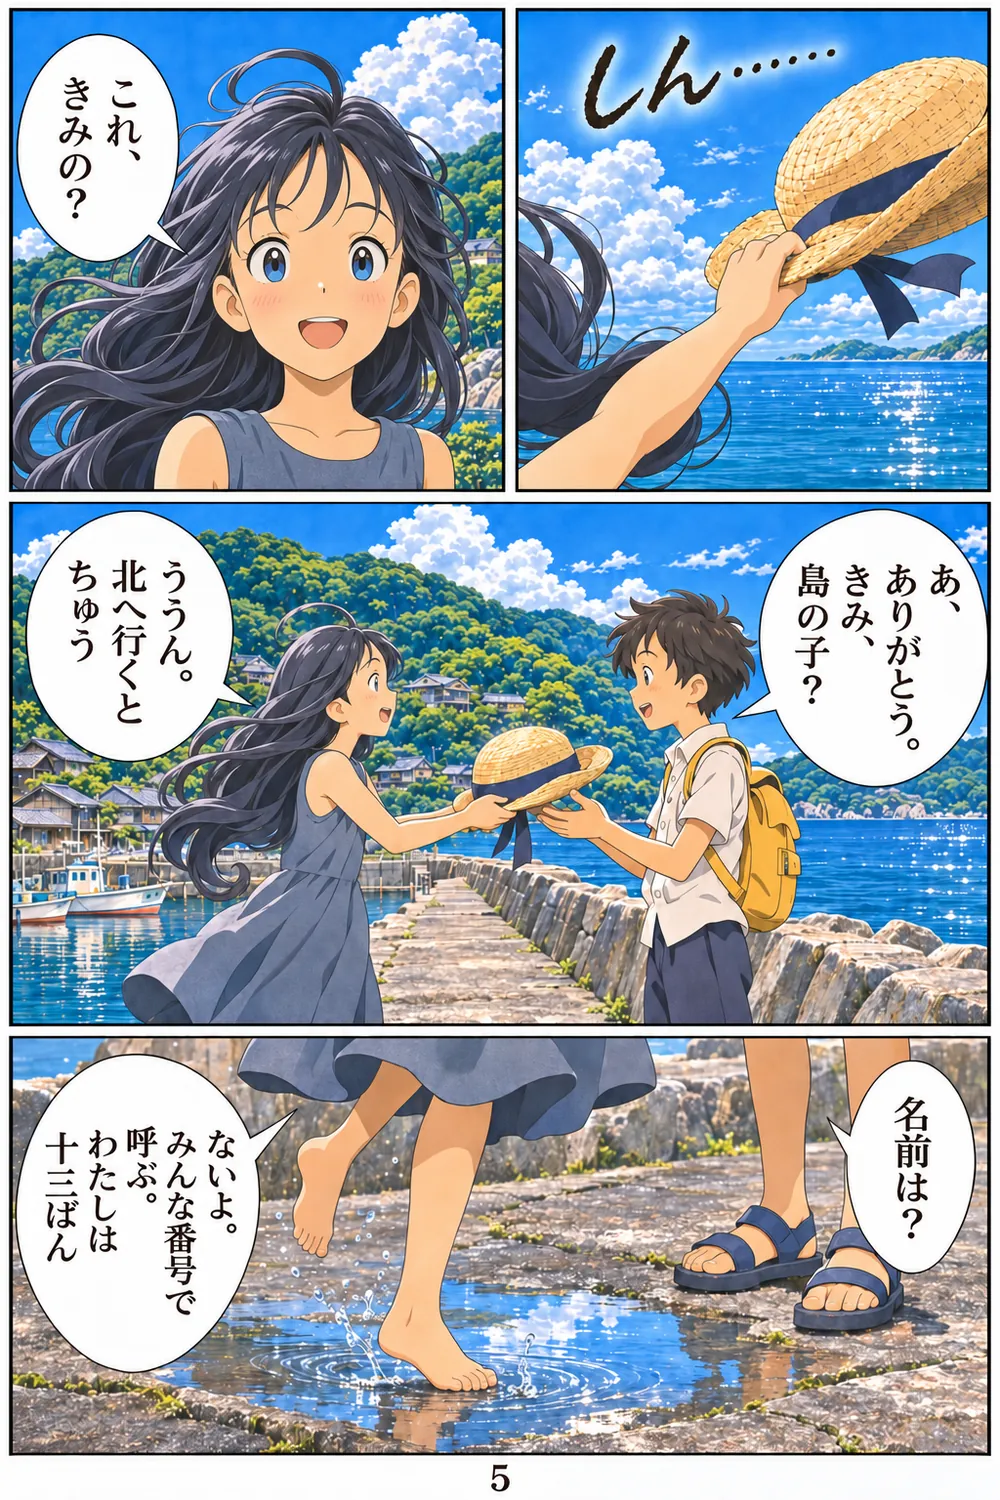 しん……
これ、
きみの？
あ、
ありがとう。
きみ、
島の子？
ううん。
北へ行くと
ちゅう
名前は？
ないよ。
みんな番号で
呼ぶ。
わたしは
十三ばん
5